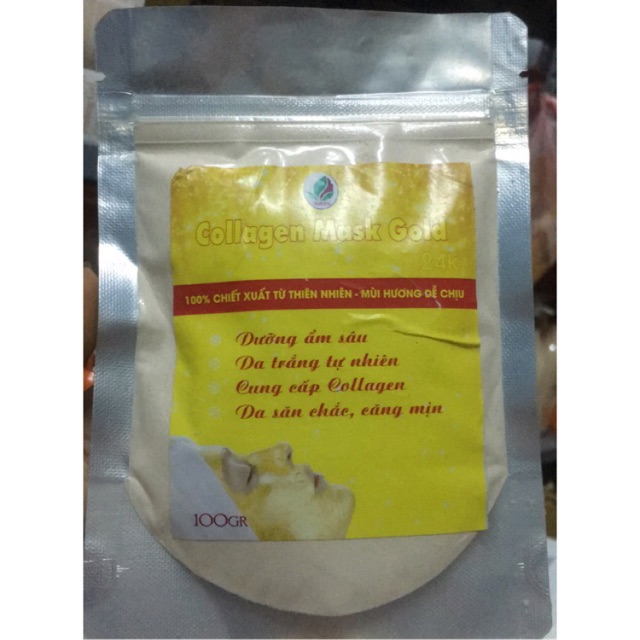 Collagen Mask Gold
24K
100% CHIẾT XUẤT TỪ THIÊN NHIÊN - MÙI HƯƠNG DỄ CHỊU
Dưỡng ẩm sâu
Da trắng tự nhiên
Cung cấp Collagen
Da săn chắc, căng mịn
100GR